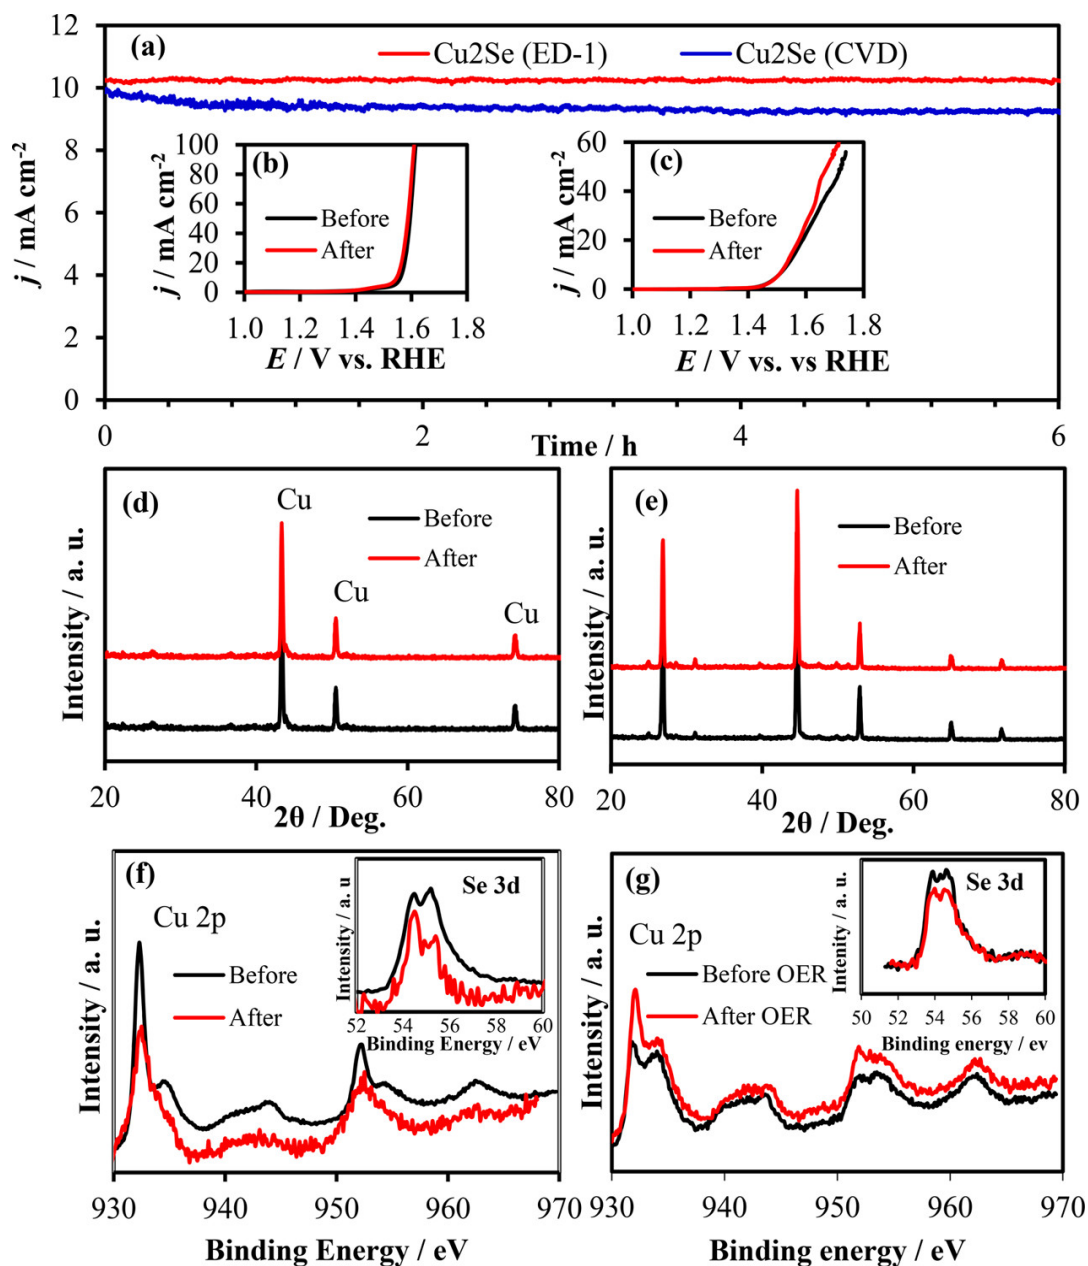 (a)
Cu2Se (ED-1)
Cu2Se (CVD)
12
10
8
6
4
2
0
j / mA cm-2
0
2
4
6
Time / h
(b)
Before
After
100
80
60
40
20
0
j / mA cm-2
1.0
1.2
1.4
1.6
1.8
E / V vs. RHE
(c)
Before
After
60
40
20
0
j / mA cm-2
1.0
1.2
1.4
1.6
1.8
E / V vs. vs RHE
(d)
Cu
Cu
Cu
Before
After
Intensity / a. u.
20
40
60
80
2θ / Deg.
(e)
Before
After
Intensity / a. u.
20
40
60
80
2θ / Deg.
(f)
Cu 2p
Before
After
Intensity / a. u.
930
940
950
960
970
Binding Energy / eV
Se 3d
Intensity / a. u
52
54
56
58
60
Binding Energy / eV
(g)
Cu 2p
Before OER
After OER
Intensity / a. u.
930
940
950
960
970
Binding energy / eV
Se 3d
Intenity / a. u.
50
52
54
56
58
60
Binding energy / ev